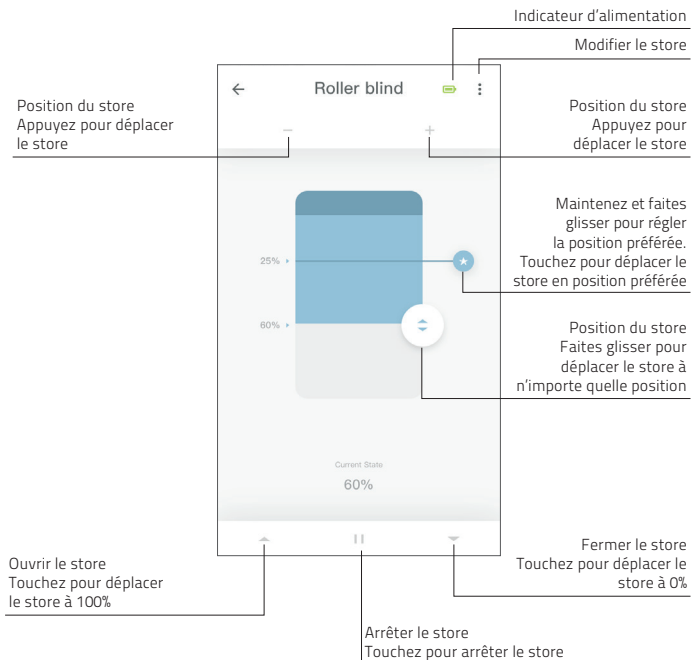 Indicateur d’alimentation
Modifier le store
Roller blind
Position du store
Appuyez pour déplacer
le store
Position du store
Appuyez pour
déplacer le store
Maintenez et faites
glisser pour régler
la position préférée.
Touchez pour déplacer le
store en position préférée
25%
60%
Position du store
Faites glisser pour
déplacer le store à
n’importe quelle position
Current State
60%
Ouvrir le store
Touchez pour déplacer
le store à 100%
Fermer le store
Touchez pour déplacer le
store à 0%
Arrêter le store
Touchez pour arrêter le store